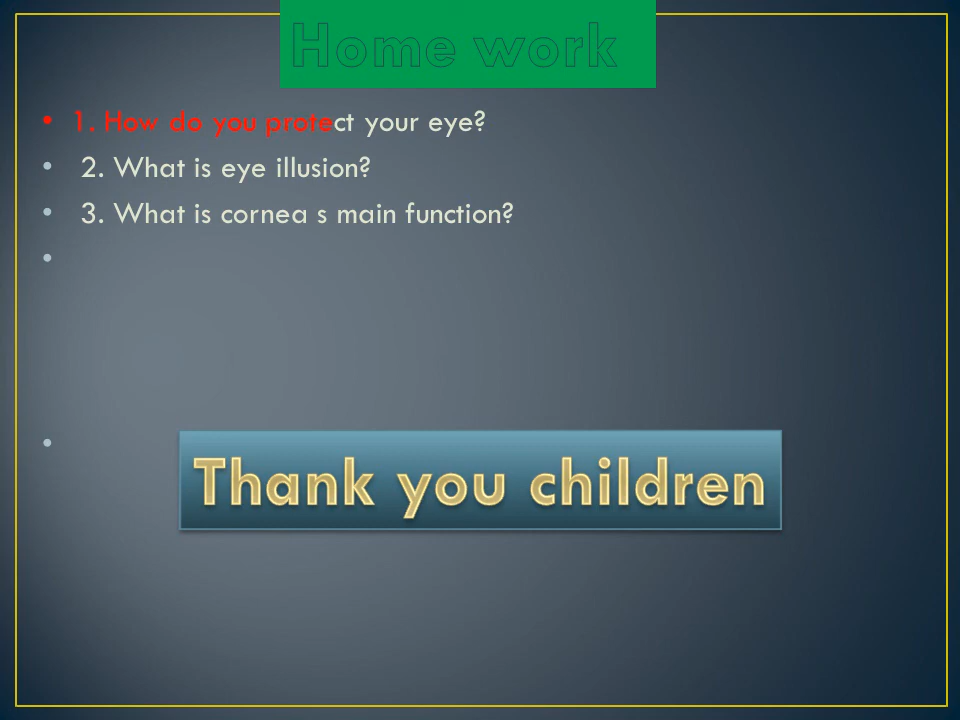 Home work
• 1. How do you protect your eye?
• 2. What is eye illusion?
• 3. What is cornea s main function?
•
•
Thank you children